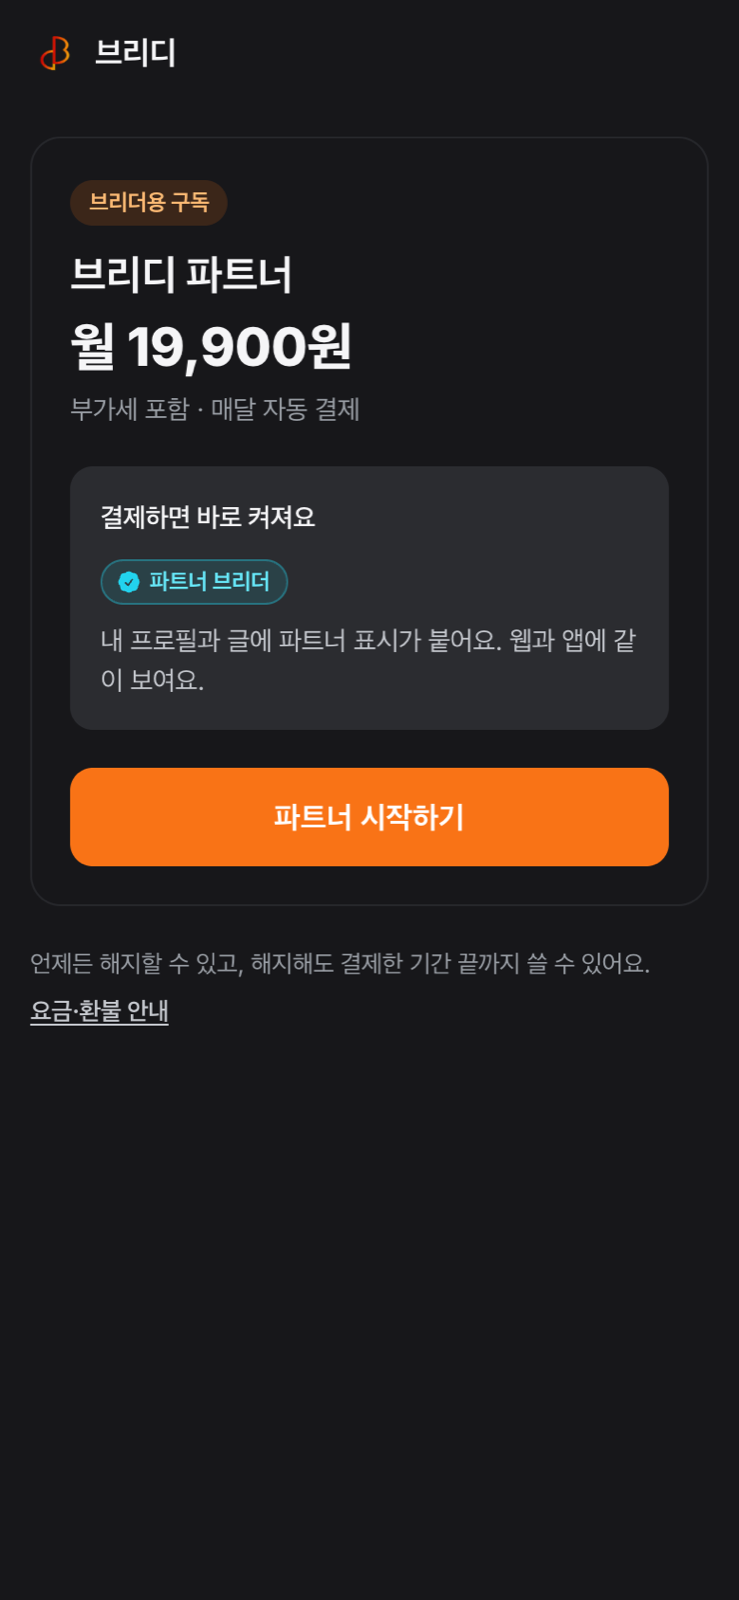 브리디
브리더용 구독
브리디 파트너
월 19,900원
부가세 포함 · 매달 자동 결제
결제하면 바로 켜져요
파트너 브리더
내 프로필과 글에 파트너 표시가 붙어요. 웹과 앱에 같
이 보여요.
파트너 시작하기
언제든 해지할 수 있고, 해지해도 결제한 기간 끝까지 쓸 수 있어요.
요금·환불 안내